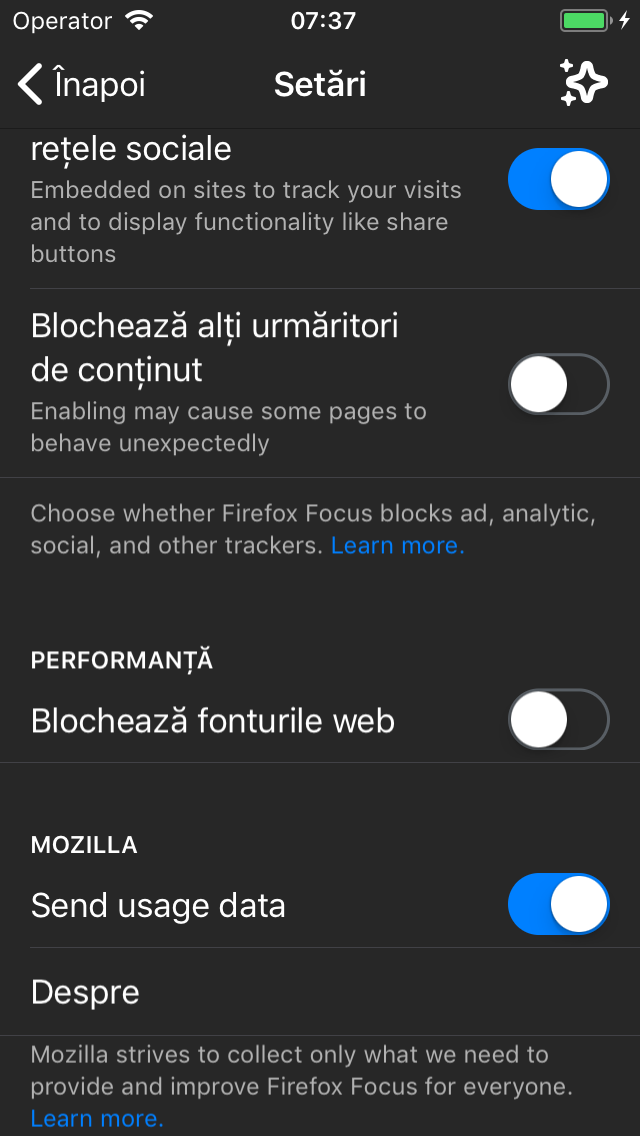 Operator 07:37
Înapoi Setări
rețele sociale
Embedded on sites to track your visits
and to display functionality like share
buttons
Blochează alți urmăritori
de conținut
Enabling may cause some pages to
behave unexpectedly
Choose whether Firefox Focus blocks ad, analytic,
social, and other trackers. Learn more.
PERFORMANȚĂ
Blochează fonturile web
MOZILLA
Send usage data
Despre
Mozilla strives to collect only what we need to
provide and improve Firefox Focus for everyone.
Learn more.